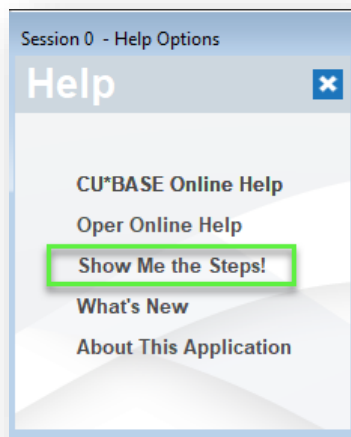 Session 0 - Help Options
Help
CU*BASE Online Help
Oper Online Help
Show Me the Steps!
What's New
About This Application